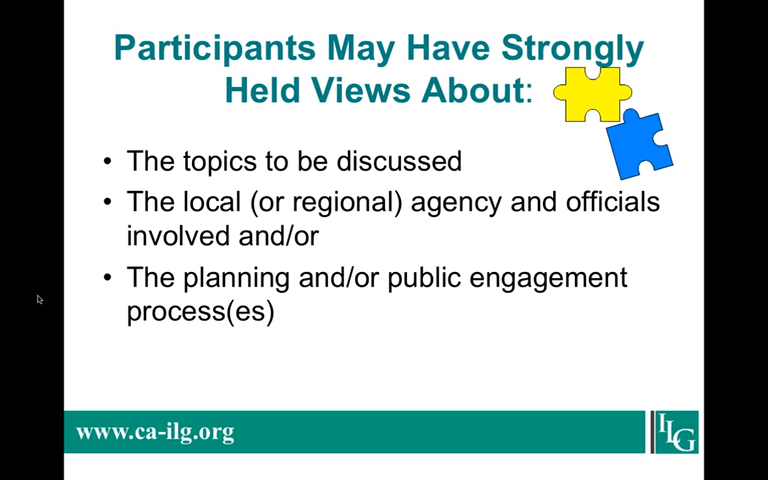 Participants May Have Strongly
Held Views About:
• The topics to be discussed
• The local (or regional) agency and officials
involved and/or
• The planning and/or public engagement
process(es)
www.ca-ilg.org
ILG